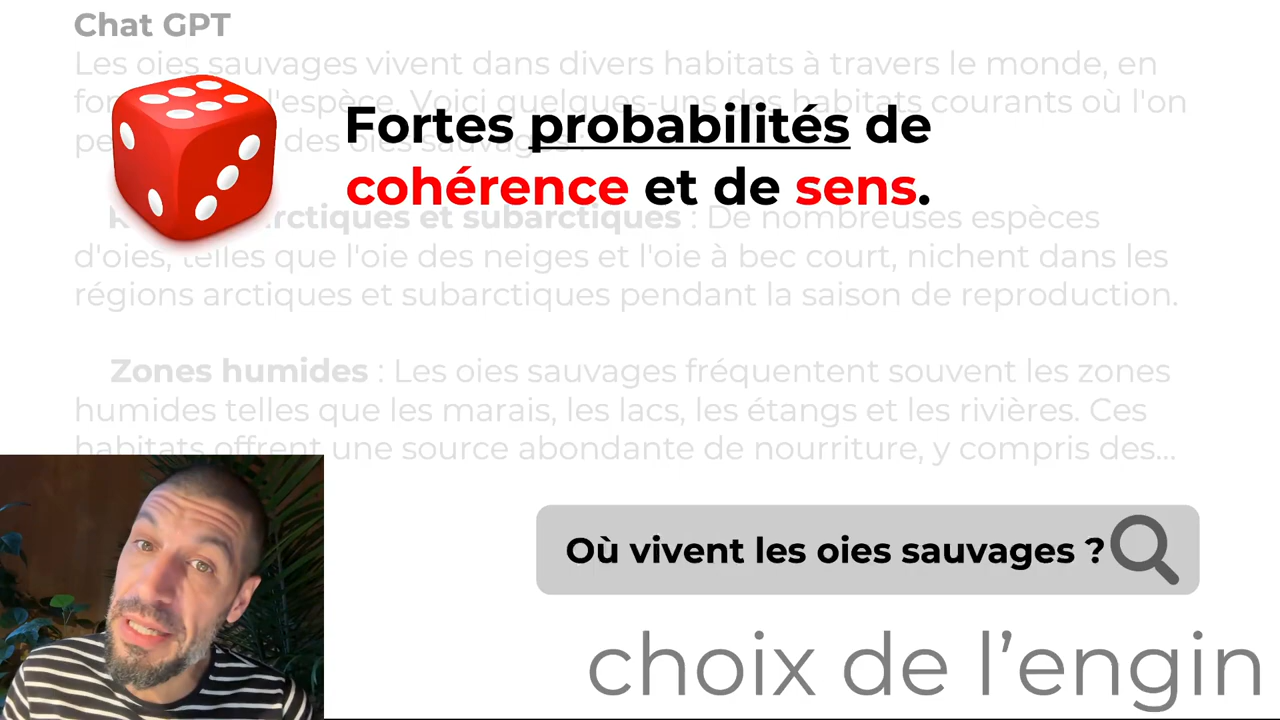 Chat GPT
Les oies sauvages vivent dans divers habitats à travers le monde, en
l'espèce. Voici quelques-uns des habitats courants où l'on
des oies sauvages :
Fortes probabilités de
cohérence et de sens.
arctiques et subarctiques : De nombreuses espèces
d'oies, telles que l'oie des neiges et l'oie à bec court, nichent dans les
régions arctiques et subarctiques pendant la saison de reproduction.
Zones humides : Les oies sauvages fréquentent souvent les zones
humides telles que les marais, les lacs, les étangs et les rivières. Ces
habitats offrent une source abondante de nourriture, y compris des...
Où vivent les oies sauvages ?
choix de l'engin